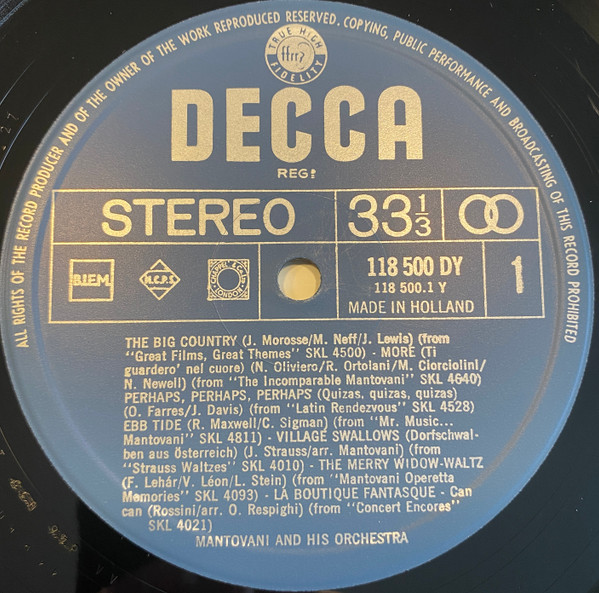 ALL RIGHTS OF THE RECORD PRODUCER AND OF THE OWNER OF THE WORK REPRODUCED RESERVED. COPYING, PUBLIC PERFORMANCE AND BROADCASTING OF THIS RECORD PROHIBITED
TRUE HIGH
ffrr
FIDELITY
DECCA
REGD
STEREO
33⅓
B.I.E.M.
M.C.P.S.
CHAPPELL & CO LTD
LONDON
118 500 DY
118 500.1 Y
MADE IN HOLLAND
1
THE BIG COUNTRY (J. Morosse/M. Neff/J. Lewis) (from
"Great Films, Great Themes" SKL 4500) - MORE (Ti
guardero' nel cuore) (N. Oliviero/R. Ortolani/M. Ciorciolini/
N. Newell) (from "The Incomparable Mantovani" SKL 4640)
PERHAPS, PERHAPS, PERHAPS (Quizas, quizas, quizas)
(O. Farres/J. Davis) (from "Latin Rendezvous" SKL 4528)
EBB TIDE (R. Maxwell/C. Sigman) (from "Mr. Music...
Mantovani" SKL 4811) - VILLAGE SWALLOWS (Dorfschwal-
ben aus österreich) (J. Strauss/arr. Mantovani) (from
"Strauss Waltzes" SKL 4010) - THE MERRY WIDOW-WALTZ
(F. Lehár/V. Léon/L. Stein) (from "Mantovani Operetta
Memories" SKL 4093) - LA BOUTIQUE FANTASQUE - Can
can (Rossini/arr. O. Respighi) (from "Concert Encores"
SKL 4021)
MANTOVANI AND HIS ORCHESTRA